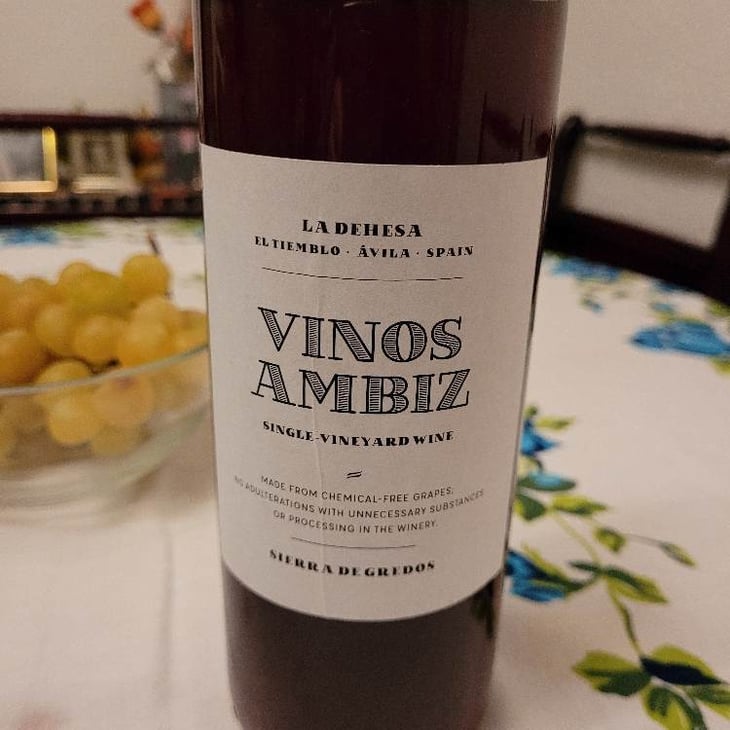 LA DEHESA
EL TIEMBLO · ÁVILA · SPAIN
VINOS
AMBIZ
SINGLE-VINEYARD WINE
MADE FROM CHEMICAL-FREE GRAPES;
NO ADULTERATIONS WITH UNNECESSARY SUBSTANCES
OR PROCESSING IN THE WINERY.
SIERRA DE GREDOS